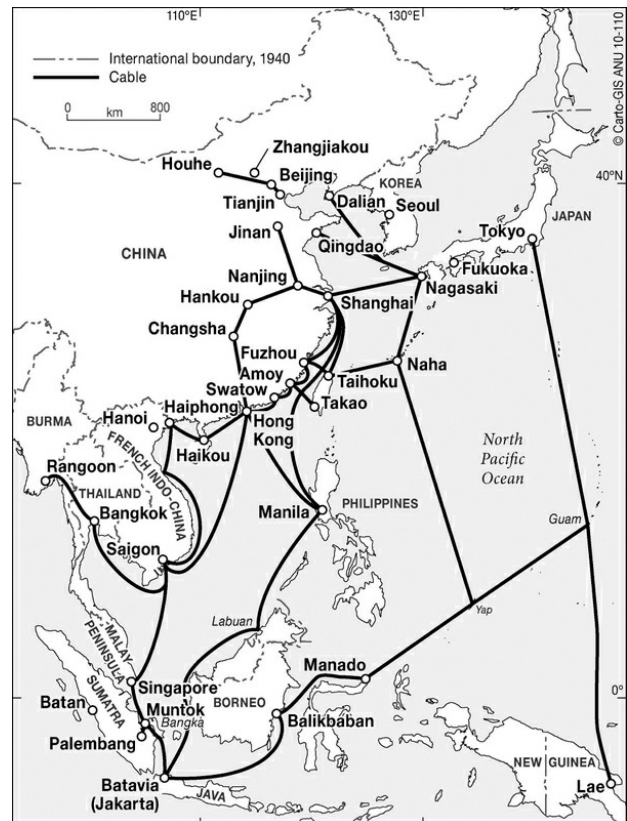 110°E
130°E
International boundary, 1940
Cable
0
800
km
© Carto-GIS ANU 10-110
Zhangjiakou
Houhe
Beijing
KOREA
40°N
Tianjin
Dalian
Seoul
JAPAN
Tokyo
Jinan
Qingdao
CHINA
Fukuoka
Nanjing
Nagasaki
Hankou
Shanghai
Changsha
Fuzhou
Naha
Amoy
Taihoku
Swatow
BURMA
Hanoi
Haiphong
Takao
Hong
Kong
North
Pacific
Ocean
Haikou
FRENCH INDO-CHINA
Rangoon
THAILAND
Bangkok
Manila
PHILIPPINES
Guam
Saigon
Yap
Labuan
MALAY
PENINSULA
Manado
Singapore
SUMATRA
Muntok
BORNEO
0°
Batan
Bangka
Balikbában
Palembang
NEW GUINEA
Batavia
(Jakarta)
JAVA
Lae